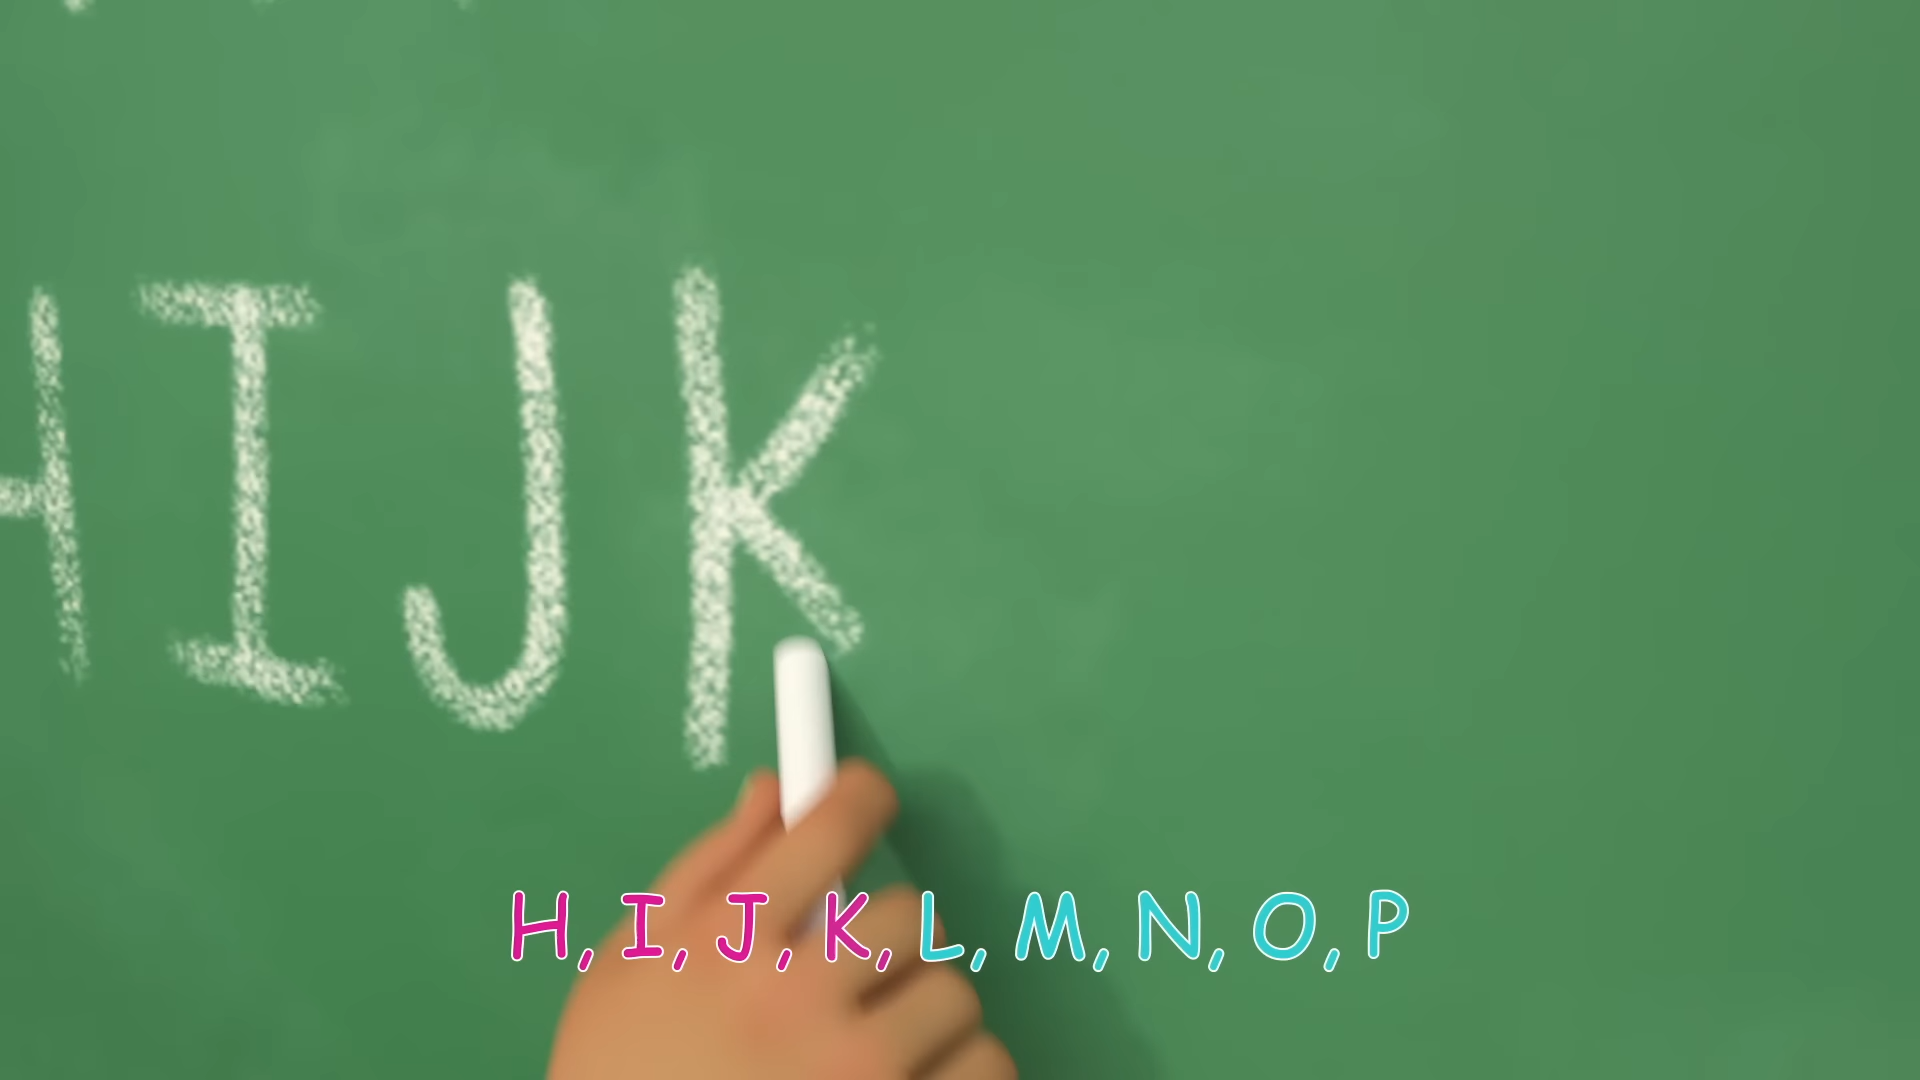 HIJK
H, I, J, K, L, M, N, O, P